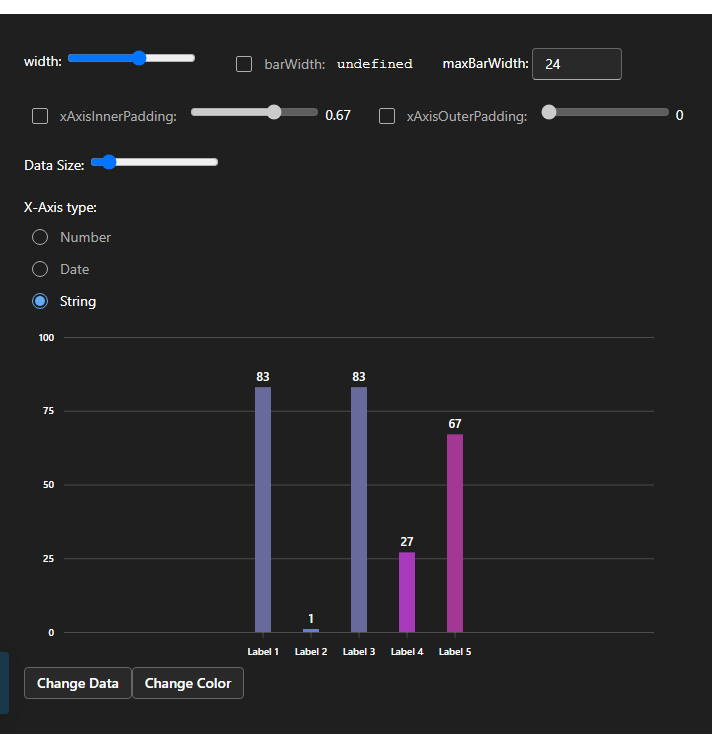 width: barWidth: undefined maxBarWidth: 24
xAxisInnerPadding: 0.67 xAxisOuterPadding: 0
Data Size:
X-Axis type:
Number
Date
String
100
83 83
75
67
50
27
25
1
0
Label 1 Label 2 Label 3 Label 4 Label 5
Change Data Change Color